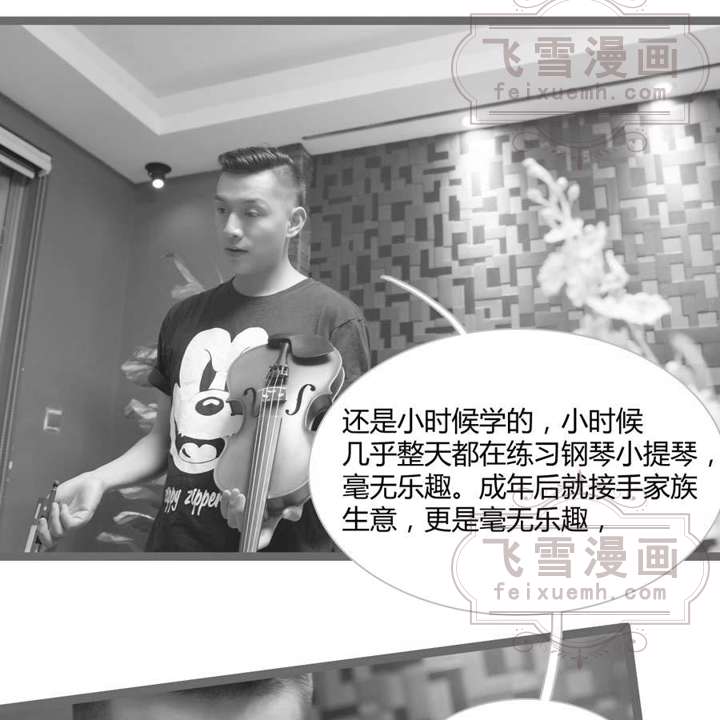 飞雪漫画
feixuemh.com
还是小时候学的，小时候
几乎整天都在练习钢琴小提琴，
毫无乐趣。成年后就接手家族
生意，更是毫无乐趣，
飞雪漫画
feixuemh.com